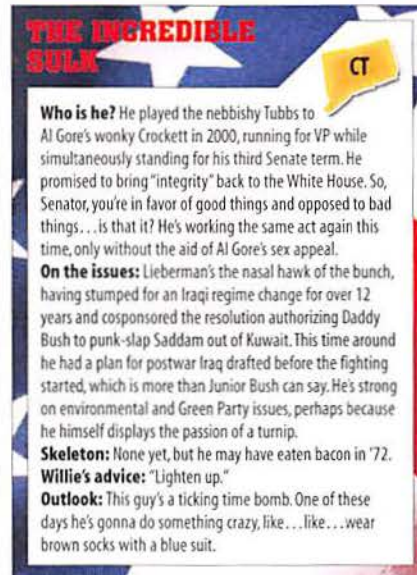 THE INCREDIBLE
SULK
CT
Who is he? He played the nebbishy Tubbs to
Al Gore's wonky Crockett in 2000, running for VP while
simultaneously standing for his third Senate term. He
promised to bring "integrity" back to the White House. So,
Senator, you're in favor of good things and opposed to bad
things...is that it? He's working the same act again this
time, only without the aid of Al Gore's sex appeal.
On the issues: Lieberman's the nasal hawk of the bunch,
having stumped for an Iraqi regime change for over 12
years and cosponsored the resolution authorizing Daddy
Bush to punk-slap Saddam out of Kuwait. This time around
he had a plan for postwar Iraq drafted before the fighting
started, which is more than Junior Bush can say. He's strong
on environmental and Green Party issues, perhaps because
he himself displays the passion of a turnip.
Skeleton: None yet, but he may have eaten bacon in '72.
Willie's advice: "Lighten up."
Outlook: This guy's a ticking time bomb. One of these
days he's gonna do something crazy, like...like...wear
brown socks with a blue suit.